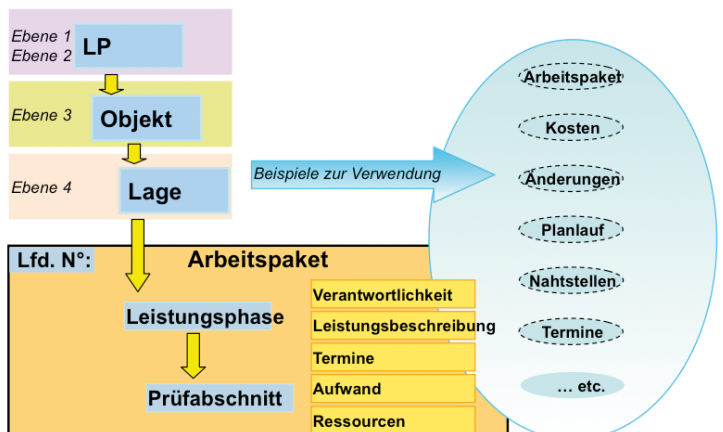 Ebene 1
Ebene 2
LP
Ebene 3
Objekt
Ebene 4
Lage
Beispiele zur Verwendung
Arbeitspaket
Kosten
Änderungen
Planlauf
Nahtstellen
Termine
… etc.
Lfd. N°:
Arbeitspaket
Leistungsphase
Prüfabschnitt
Verantwortlichkeit
Leistungsbeschreibung
Termine
Aufwand
Ressourcen